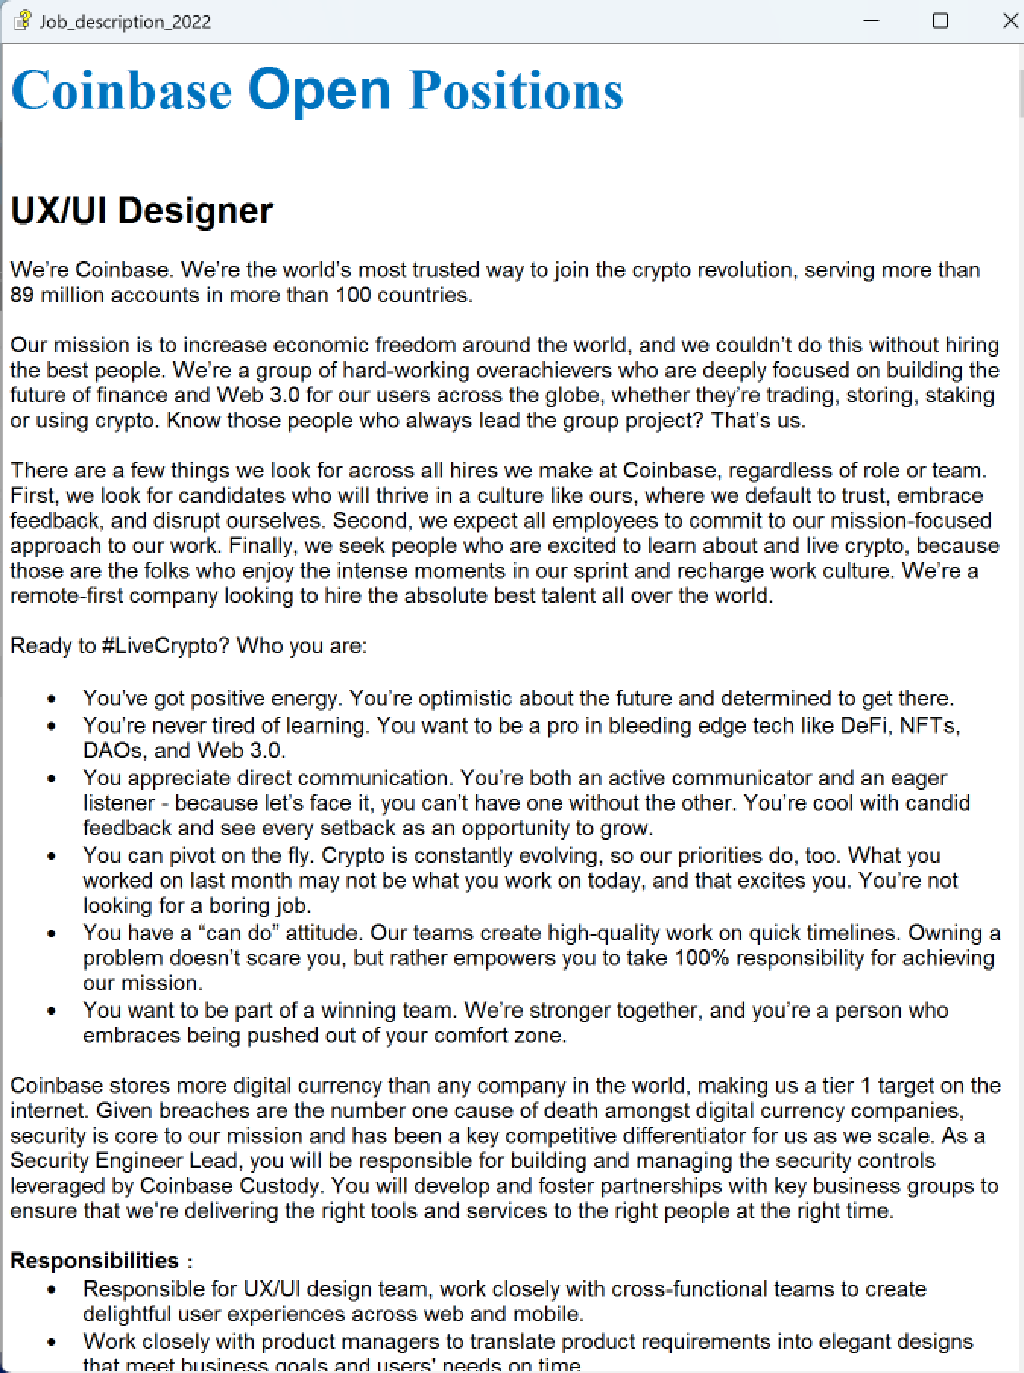 Job_description_2022
Coinbase Open Positions
UX/UI Designer
We’re Coinbase. We’re the world’s most trusted way to join the crypto revolution, serving more than
89 million accounts in more than 100 countries.
Our mission is to increase economic freedom around the world, and we couldn’t do this without hiring
the best people. We’re a group of hard-working overachievers who are deeply focused on building the
future of finance and Web 3.0 for our users across the globe, whether they’re trading, storing, staking
or using crypto. Know those people who always lead the group project? That’s us.
There are a few things we look for across all hires we make at Coinbase, regardless of role or team.
First, we look for candidates who will thrive in a culture like ours, where we default to trust, embrace
feedback, and disrupt ourselves. Second, we expect all employees to commit to our mission-focused
approach to our work. Finally, we seek people who are excited to learn about and live crypto, because
those are the folks who enjoy the intense moments in our sprint and recharge work culture. We’re a
remote-first company looking to hire the absolute best talent all over the world.
Ready to #LiveCrypto? Who you are:
• You’ve got positive energy. You’re optimistic about the future and determined to get there.
• You’re never tired of learning. You want to be a pro in bleeding edge tech like DeFi, NFTs,
DAOs, and Web 3.0.
• You appreciate direct communication. You’re both an active communicator and an eager
listener - because let’s face it, you can’t have one without the other. You’re cool with candid
feedback and see every setback as an opportunity to grow.
• You can pivot on the fly. Crypto is constantly evolving, so our priorities do, too. What you
worked on last month may not be what you work on today, and that excites you. You’re not
looking for a boring job.
• You have a “can do” attitude. Our teams create high-quality work on quick timelines. Owning a
problem doesn’t scare you, but rather empowers you to take 100% responsibility for achieving
our mission.
• You want to be part of a winning team. We’re stronger together, and you’re a person who
embraces being pushed out of your comfort zone.
Coinbase stores more digital currency than any company in the world, making us a tier 1 target on the
internet. Given breaches are the number one cause of death amongst digital currency companies,
security is core to our mission and has been a key competitive differentiator for us as we scale. As a
Security Engineer Lead, you will be responsible for building and managing the security controls
leveraged by Coinbase Custody. You will develop and foster partnerships with key business groups to
ensure that we’re delivering the right tools and services to the right people at the right time.
Responsibilities :
• Responsible for UX/UI design team, work closely with cross-functional teams to create
delightful user experiences across web and mobile.
• Work closely with product managers to translate product requirements into elegant designs
that meet business goals and users’ needs on time.